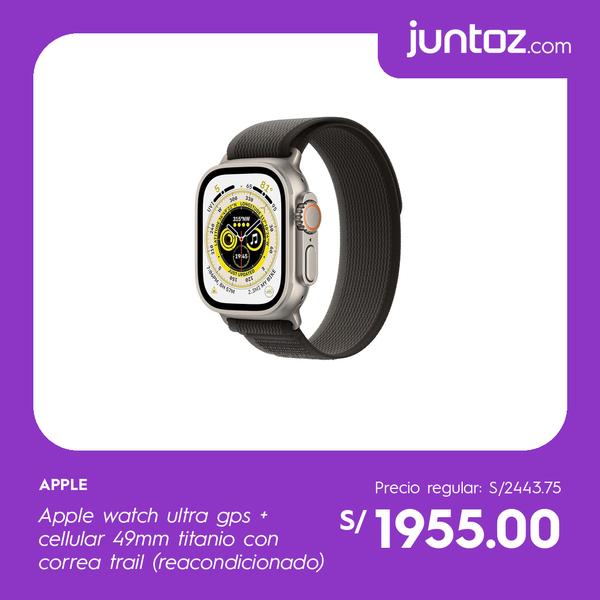 juntoz.com
APPLE
Apple watch ultra gps +
cellular 49mm titanio con
correa trail (reacondicionado)
Precio regular: S/2443.75
S/ 1955.00